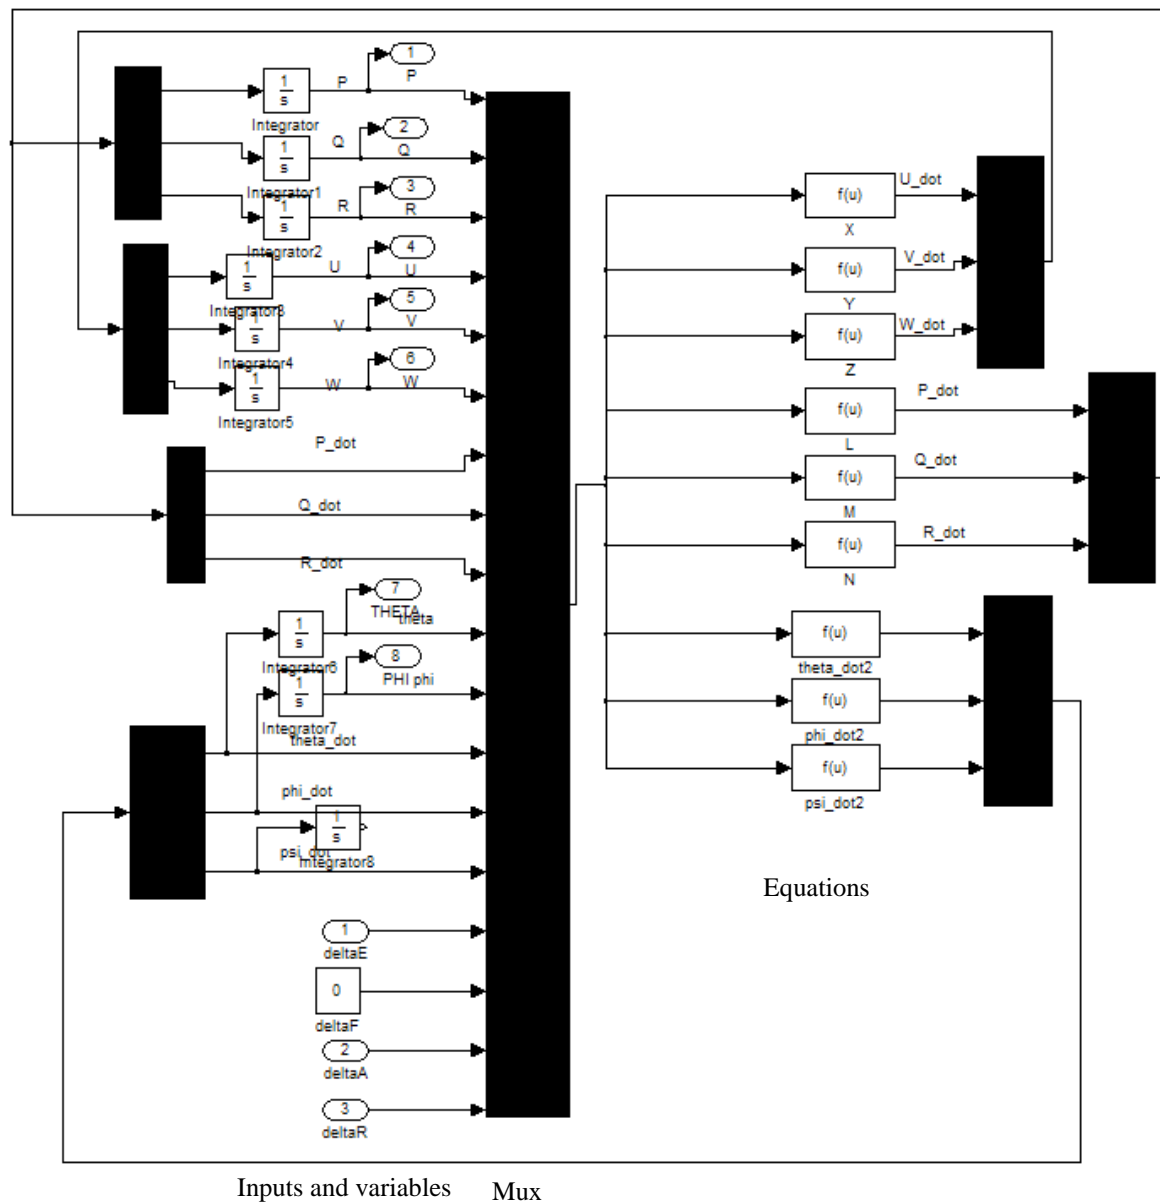 1
P
1
s
P
Integrator
2
Q
1
s
Q
Integrator1
3
R
1
s
R
Integrator2
4
U
1
s
U
Integrator3
5
V
1
s
V
Integrator4
6
W
1
s
W
Integrator5
P_dot
Q_dot
R_dot
7
THETA
theta
1
s
Integrator6
8
PHI phi
1
s
Integrator7
theta_dot
phi_dot
1
s
psi_dot
Integrator8
1
deltaE
0
deltaF
2
deltaA
3
deltaR
f(u)
X
U_dot
f(u)
Y
V_dot
f(u)
Z
W_dot
f(u)
L
P_dot
f(u)
M
Q_dot
f(u)
N
R_dot
f(u)
theta_dot2
f(u)
phi_dot2
f(u)
psi_dot2
Equations
Inputs and variables
Mux